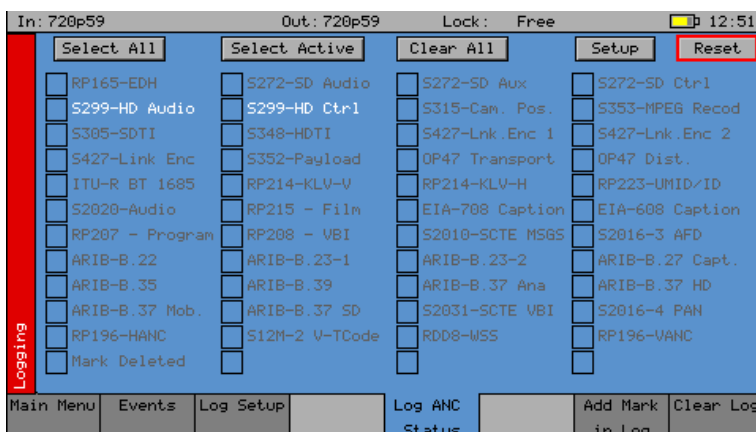 In: 720p59 Out: 720p59 Lock: Free 12:51
Select All Select Active Clear All Setup Reset
RP165-EDH S272-SD Audio S272-SD Aux S272-SD Ctrl
S299-HD Audio S299-HD Ctrl S315-Cam. Pos. S353-MPEG Recod
S305-SDTI S348-HDTI S427-Lnk.Enc 1 S427-Lnk.Enc 2
S427-Link Enc S352-Payload OP47 Transport OP47 Dist.
ITU-R BT 1685 RP214-KLV-V RP214-KLV-H RP223-UMID/ID
S2020-Audio RP215 - Film EIA-708 Caption EIA-608 Caption
RP207 - Program RP208 - VBI S2010-SCTE MSGS S2016-3 AFD
ARIB-B.22 ARIB-B.23-1 ARIB-B.23-2 ARIB-B.27 Capt.
ARIB-B.35 ARIB-B.39 ARIB-B.37 Ana ARIB-B.37 HD
ARIB-B.37 Mob. ARIB-B.37 SD S2031-SCTE VBI S2016-4 PAN
RP196-HANC S12M-2 V-TCode RDD8-WSS RP196-VANC
Mark Deleted
Logging
Main Menu Events Log Setup Log ANC Status Add Mark in Log Clear Log